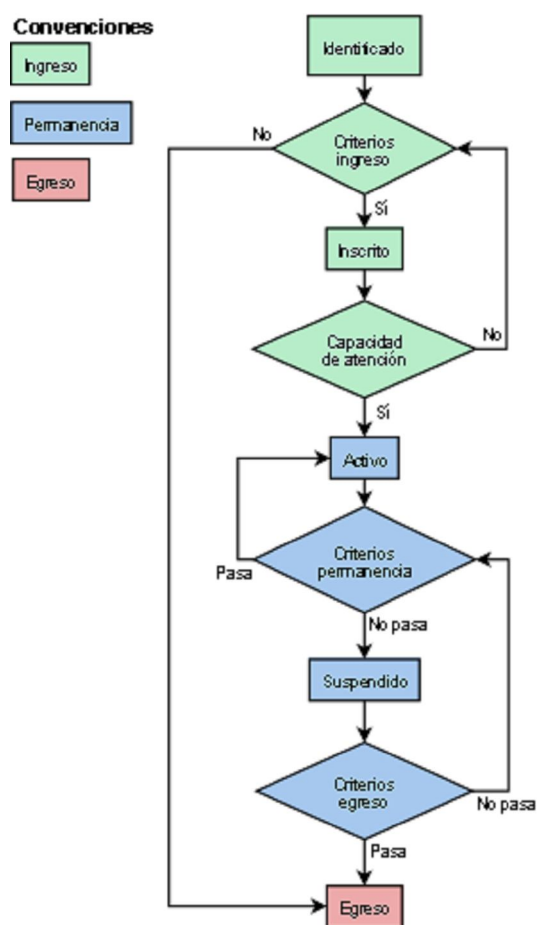 Convenciones
Ingreso
Permanencia
Egreso
Identificado
Criterios
ingreso
No
Sí
Inscrito
Capacidad
de atención
No
Sí
Activo
Criterios
permanencia
Pasa
No pasa
Suspendido
Criterios
egreso
No pasa
Pasa
Egreso